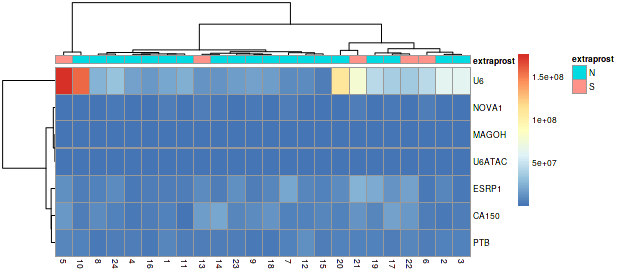 extraprost
U6
NOVA1
MAGOH
U6ATAC
ESRP1
CA150
PTB
5 10 8 24 4 16 1 11 13 14 23 9 18 7 12 15 20 21 19 17 22 6 2 3
1.5e+08
1e+08
5e+07
extraprost
N
S